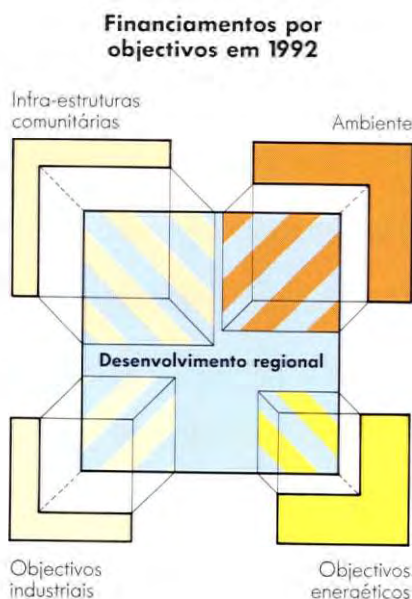 Financiamentos por
objectivos em 1992
Infra-estruturas
comunitárias
Ambiente
Desenvolvimento regional
Objectivos
industriais
Objectivos
energéticos